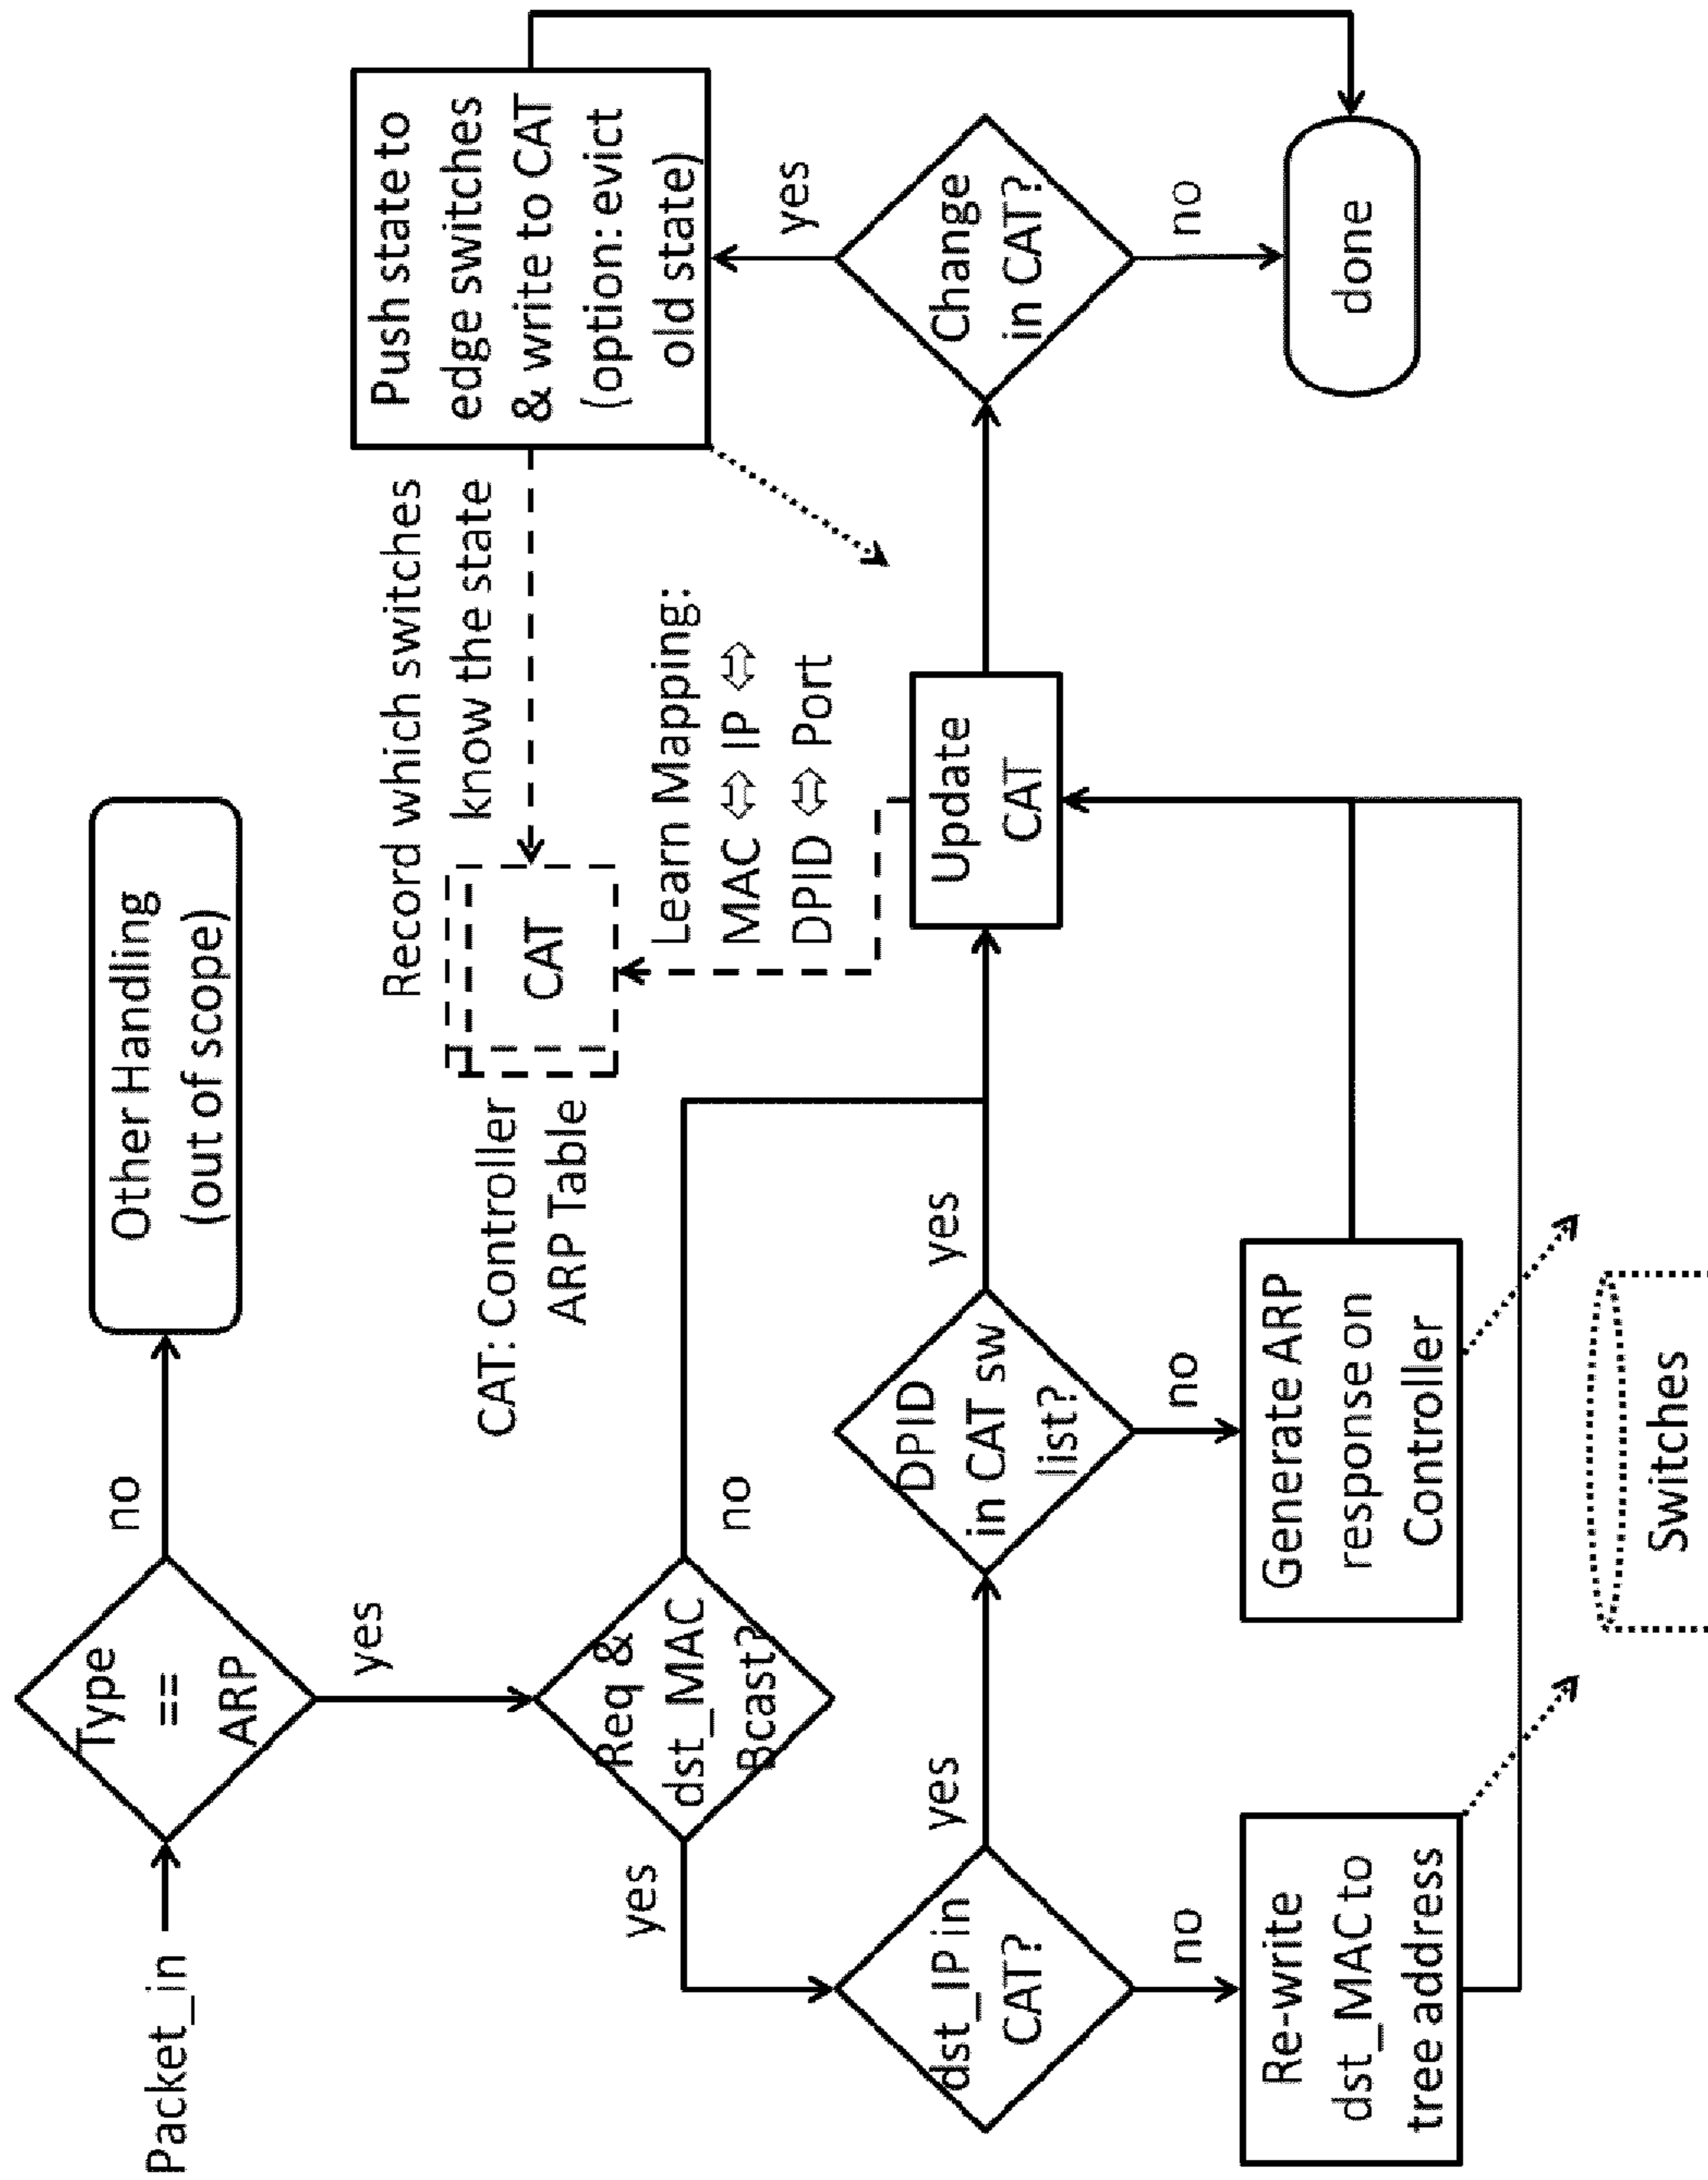 Packet_in
Type
==
ARP
no
Other Handling
(out of scope)
yes
Req &
dst_MAC
Bcast?
no
yes
CAT: Controller
ARP Table
CAT
Record which switches
know the state
Push state to
edge switches
& write to CAT
(option: evict
old state)
Learn Mapping:
MAC ⇔ IP ⇔
DPID ⇔ Port
dst_IP in
CAT?
yes
no
DPID
in CAT sw
list?
yes
no
Update
CAT
Change
in CAT?
yes
no
Re-write
dst_MAC to
tree address
Generate ARP
response on
Controller
done
Switches